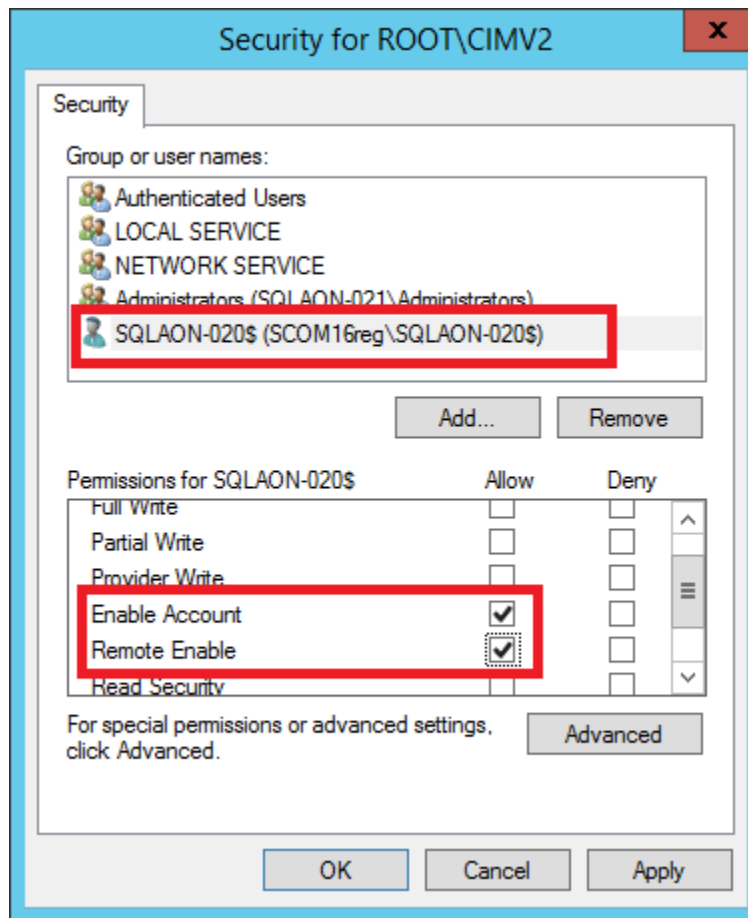 Security for ROOT\CIMV2
x
Security
Group or user names:
Authenticated Users
LOCAL SERVICE
NETWORK SERVICE
Administrators (SQLAON-021\Administrators)
SQLAON-020$ (SCOM16reg\SQLAON-020$)
Add... Remove
Permissions for SQLAON-020$ Allow Deny
Full Write
Partial Write
Provider Write
Enable Account
Remote Enable
Read Security
For special permissions or advanced settings,
click Advanced.
Advanced
OK Cancel Apply